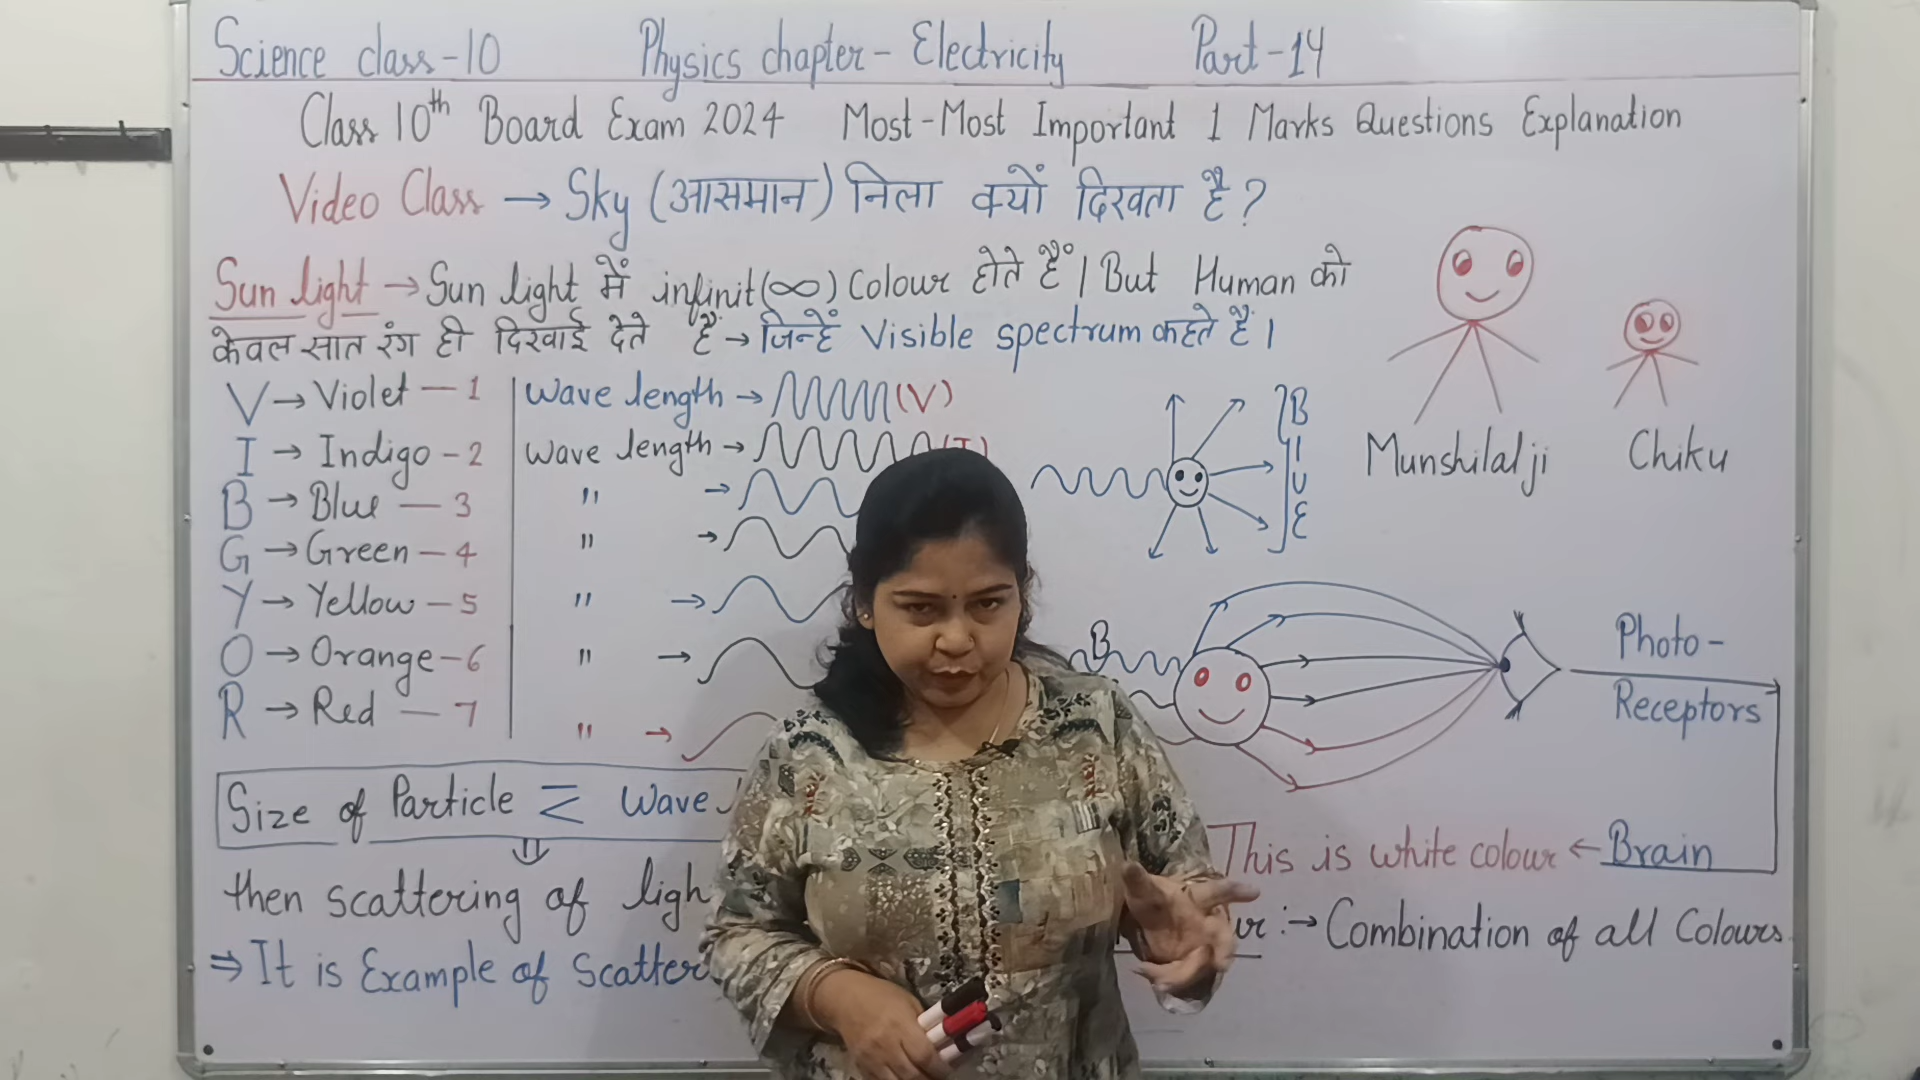 Science class-10 Physics chapter- Electricity Part-14
Class 10th Board Exam 2024 Most-Most Important 1 Marks Questions Explanation
Video Class → Sky (आसमान) निला क्यों दिखता है?
Sun light → Sun light में infinit(∞) Colour होते हैं। But Human को
केवल सात रंग ही दिखाई देते हैं → जिन्हें Visible spectrum कहते हैं।
V → Violet — 1 Wave length → (V)
I → Indigo - 2 Wave length → (I)
B → Blue — 3 " →
G → Green — 4 " →
Y → Yellow - 5 " →
O → Orange - 6 " →
R → Red — 7 " →
BlUE
Munshilalji Chiku
B
Photo-
Receptors
Size of Particle ≥ Wave
⇓
then scattering of ligh
⇒ It is Example of Scatter
This is white colour ← Brain
ur :→ Combination of all Colours